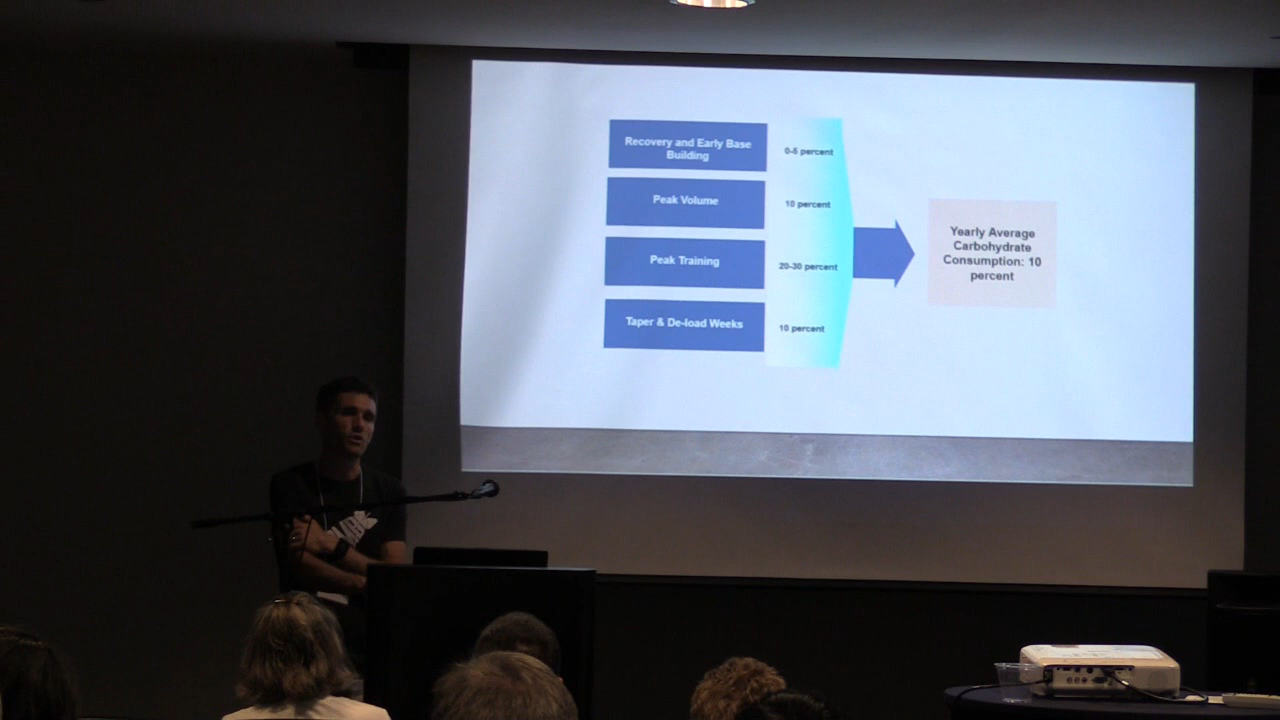 Recovery and Early Base
Building
0-5 percent
Peak Volume
10 percent
Peak Training
20-30 percent
Taper & De-load Weeks
10 percent
Yearly Average
Carbohydrate
Consumption: 10
percent